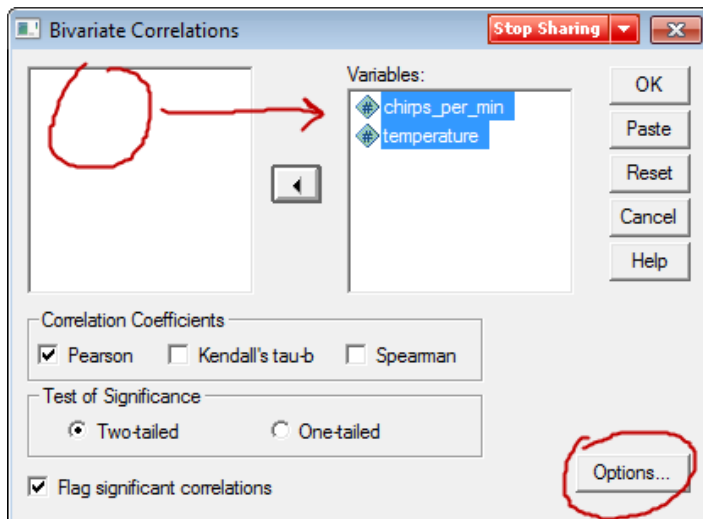 Bivariate Correlations
Stop Sharing
Variables:
chirps_per_min
temperature
OK
Paste
Reset
Cancel
Help
Correlation Coefficients
Pearson Kendall's tau-b Spearman
Test of Significance
Two-tailed One-tailed
Flag significant correlations
Options...